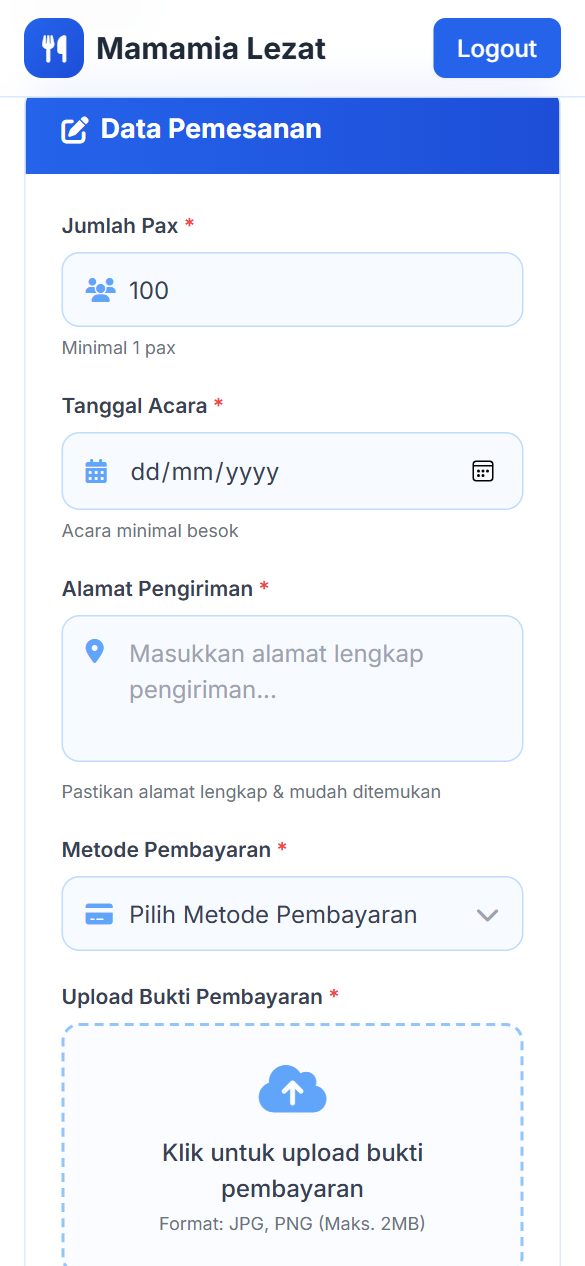 Mamamia Lezat
Logout
Data Pemesanan
Jumlah Pax *
100
Minimal 1 pax
Tanggal Acara *
dd/mm/yyyy
Acara minimal besok
Alamat Pengiriman *
Masukkan alamat lengkap
pengiriman...
Pastikan alamat lengkap & mudah ditemukan
Metode Pembayaran *
Pilih Metode Pembayaran
Upload Bukti Pembayaran *
Klik untuk upload bukti
pembayaran
Format: JPG, PNG (Maks. 2MB)